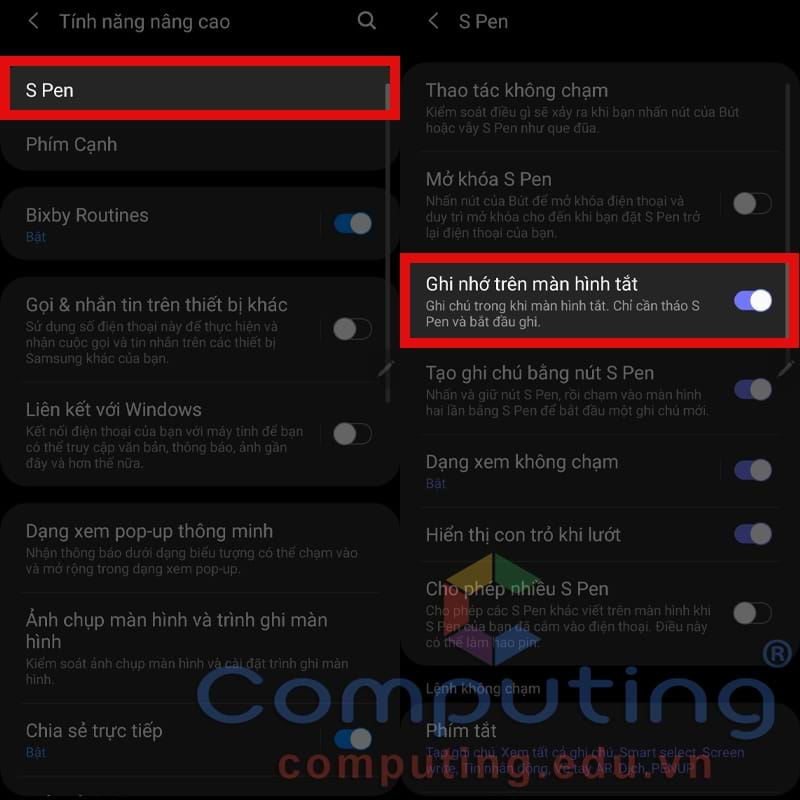 Tính năng nâng cao
S Pen
Phím Cạnh
Bixby Routines
Bật
Gọi & nhắn tin trên thiết bị khác
Sử dụng số điện thoại này để thực hiện và
nhận cuộc gọi và tin nhắn trên các thiết bị
Samsung khác của bạn.
Liên kết với Windows
Kết nối điện thoại của bạn với máy tính để bạn
có thể truy cập văn bản, thông báo, ảnh gần
đây và hơn thế nữa.
Dạng xem pop-up thông minh
Nhận thông báo dưới dạng biểu tượng có thể chạm vào
và mở rộng trong dạng xem pop-up.
Ảnh chụp màn hình và trình ghi màn
hình
Kiểm soát ảnh chụp màn hình và cài đặt trình ghi màn
hình.
Chia sẻ trực tiếp
Bật
S Pen
Thao tác không chạm
Kiểm soát điều gì sẽ xảy ra khi bạn nhấn nút của Bút
hoặc vẫy S Pen như que đũa.
Mở khóa S Pen
Nhấn nút của Bút để mở khóa điện thoại và
duy trì mở khóa cho đến khi bạn đặt S Pen trở
lại điện thoại của bạn.
Ghi nhớ trên màn hình tắt
Ghi chú trong khi màn hình tắt. Chỉ cần tháo S
Pen và bắt đầu ghi.
Tạo ghi chú bằng nút S Pen
Nhấn và giữ nút S Pen, rồi chạm vào màn hình
hai lần bằng S Pen để bắt đầu một ghi chú mới.
Dạng xem không chạm
Bật
Hiển thị con trỏ khi lướt
Cho phép nhiều S Pen
Cho phép các S Pen khác viết trên màn hình khi
S Pen của bạn đã cắm vào điện thoại. Điều này
có thể làm hao pin.
Lệnh không chạm
Phím tắt
Tạo ghi chú, Xem tất cả ghi chú, Smart select, Screen
write, Tin nhắn động, Vẽ tay AR, Dịch, PENUP
Computing®
computing.edu.vn